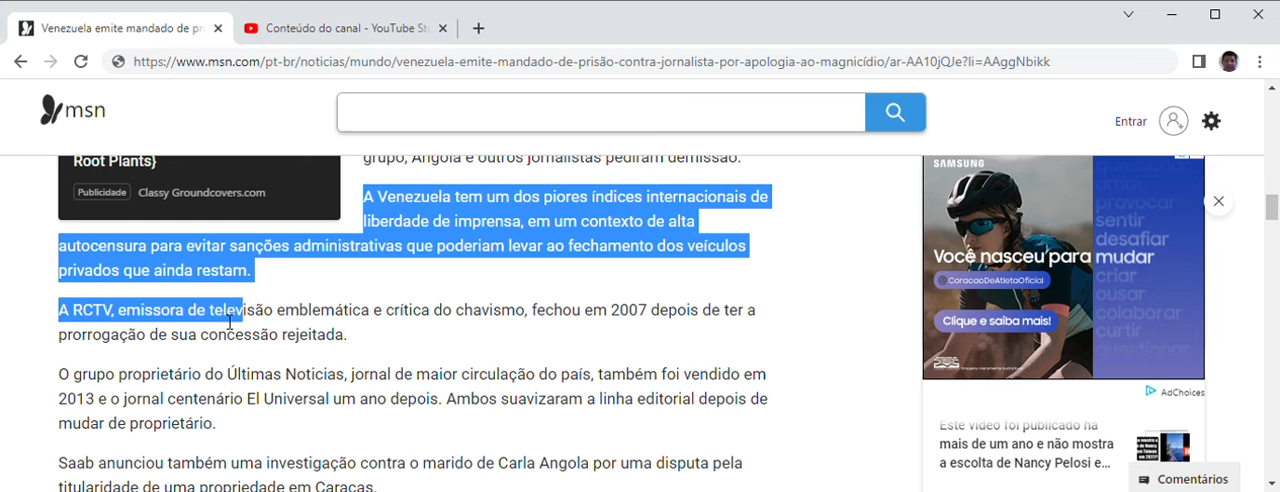 Venezuela emite mandado de pri
Conteúdo do canal - YouTube St
https://www.msn.com/pt-br/noticias/mundo/venezuela-emite-mandado-de-prisão-contra-jornalista-por-apologia-ao-magnicídio/ar-AA10jQJe?li=AAggNbikk
msn
Entrar
Root Plants}
Publicidade Classy Groundcovers.com
grupo, Angola e outros jornalistas pediram demissão.
A Venezuela tem um dos piores índices internacionais de
liberdade de imprensa, em um contexto de alta
autocensura para evitar sanções administrativas que poderiam levar ao fechamento dos veículos
privados que ainda restam.
A RCTV, emissora de televisão emblemática e crítica do chavismo, fechou em 2007 depois de ter a
prorrogação de sua concessão rejeitada.
O grupo proprietário do Últimas Noticias, jornal de maior circulação do país, também foi vendido em
2013 e o jornal centenário El Universal um ano depois. Ambos suavizaram a linha editorial depois de
mudar de proprietário.
Saab anunciou também uma investigação contra o marido de Carla Angola por uma disputa pela
titularidade de uma propriedade em Caracas.
SAMSUNG
amar
provocar
sentir
desafiar
Você nasceu para mudar
criar
ousar
curtir
questionar
@CoracaoDeAtletaOficial
Clique e saiba mais!
AdChoices
Este vídeo foi publicado há
mais de um ano e não mostra
a escolta de Nancy Pelosi e...
Comentários